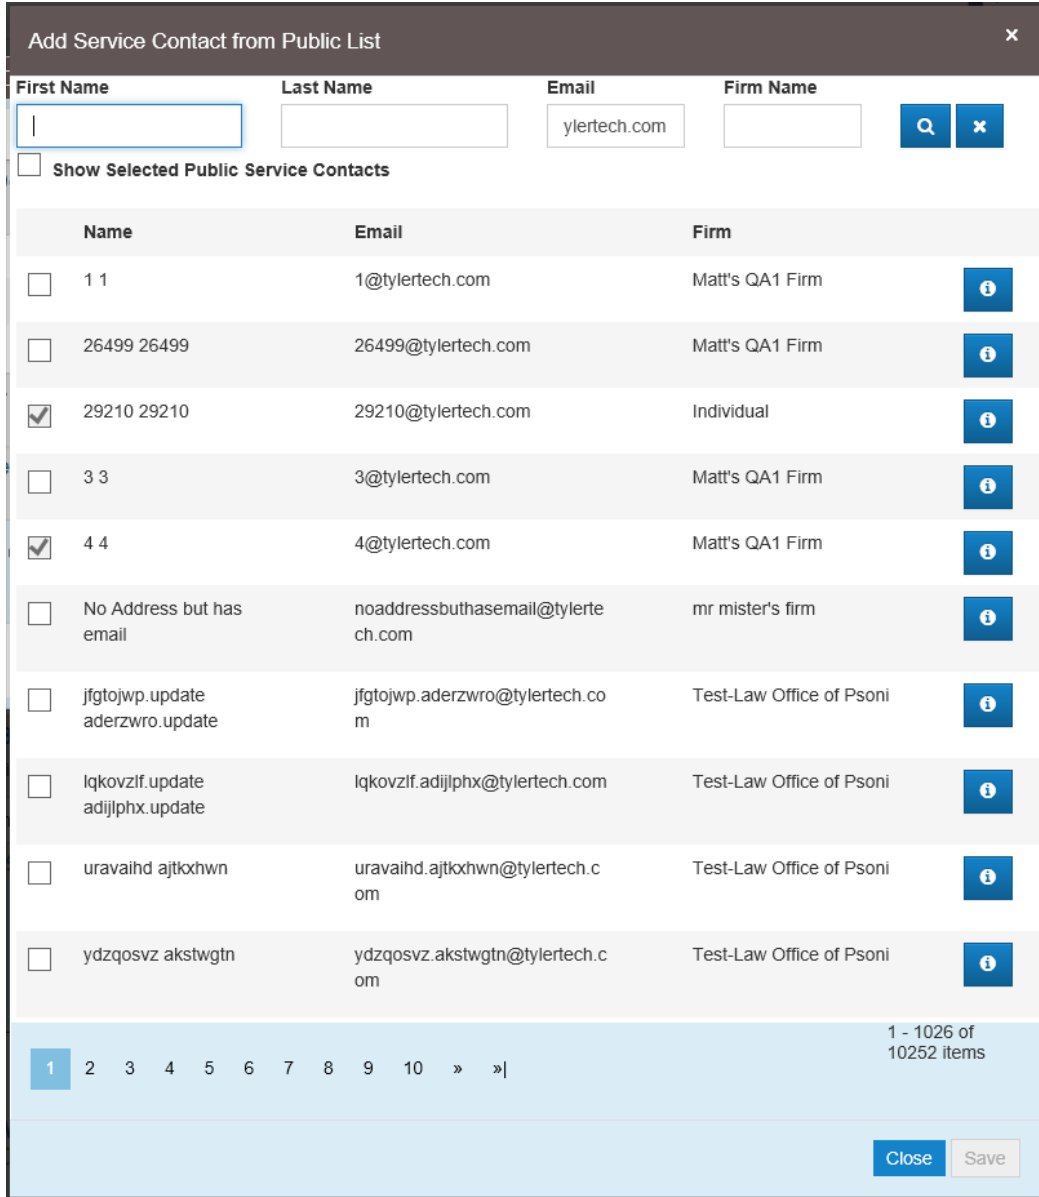 Add Service Contact from Public List ×
First Name Last Name Email Firm Name
ylertech.com
Show Selected Public Service Contacts
Name Email Firm
1 1 1@tylertech.com Matt's QA1 Firm
26499 26499 26499@tylertech.com Matt's QA1 Firm
29210 29210 29210@tylertech.com Individual
3 3 3@tylertech.com Matt's QA1 Firm
4 4 4@tylertech.com Matt's QA1 Firm
No Address but has noaddressbuthasemail@tylerte mr mister's firm
email ch.com
jfgtojwp.update jfgtojwp.aderzwro@tylertech.co Test-Law Office of Psoni
aderzwro.update m
lqkovzlf.update lqkovzlf.adijlphx@tylertech.com Test-Law Office of Psoni
adijlphx.update
uravaihd ajtkxhwn uravaihd.ajtkxhwn@tylertech.c Test-Law Office of Psoni
om
ydzqosvz akstwgtn ydzqosvz.akstwgtn@tylertech.c Test-Law Office of Psoni
om
1 - 1026 of
10252 items
1 2 3 4 5 6 7 8 9 10 » »|
Close Save